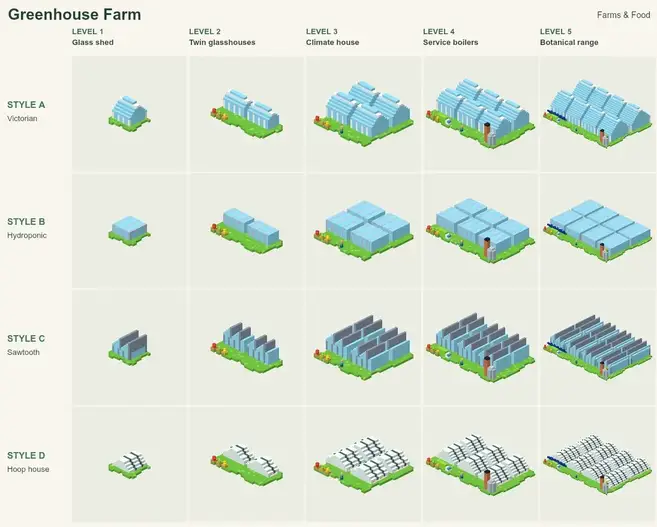 Greenhouse Farm
Farms & Food
LEVEL 1
Glass shed
LEVEL 2
Twin glasshouses
LEVEL 3
Climate house
LEVEL 4
Service boilers
LEVEL 5
Botanical range
STYLE A
Victorian
STYLE B
Hydroponic
STYLE C
Sawtooth
STYLE D
Hoop house